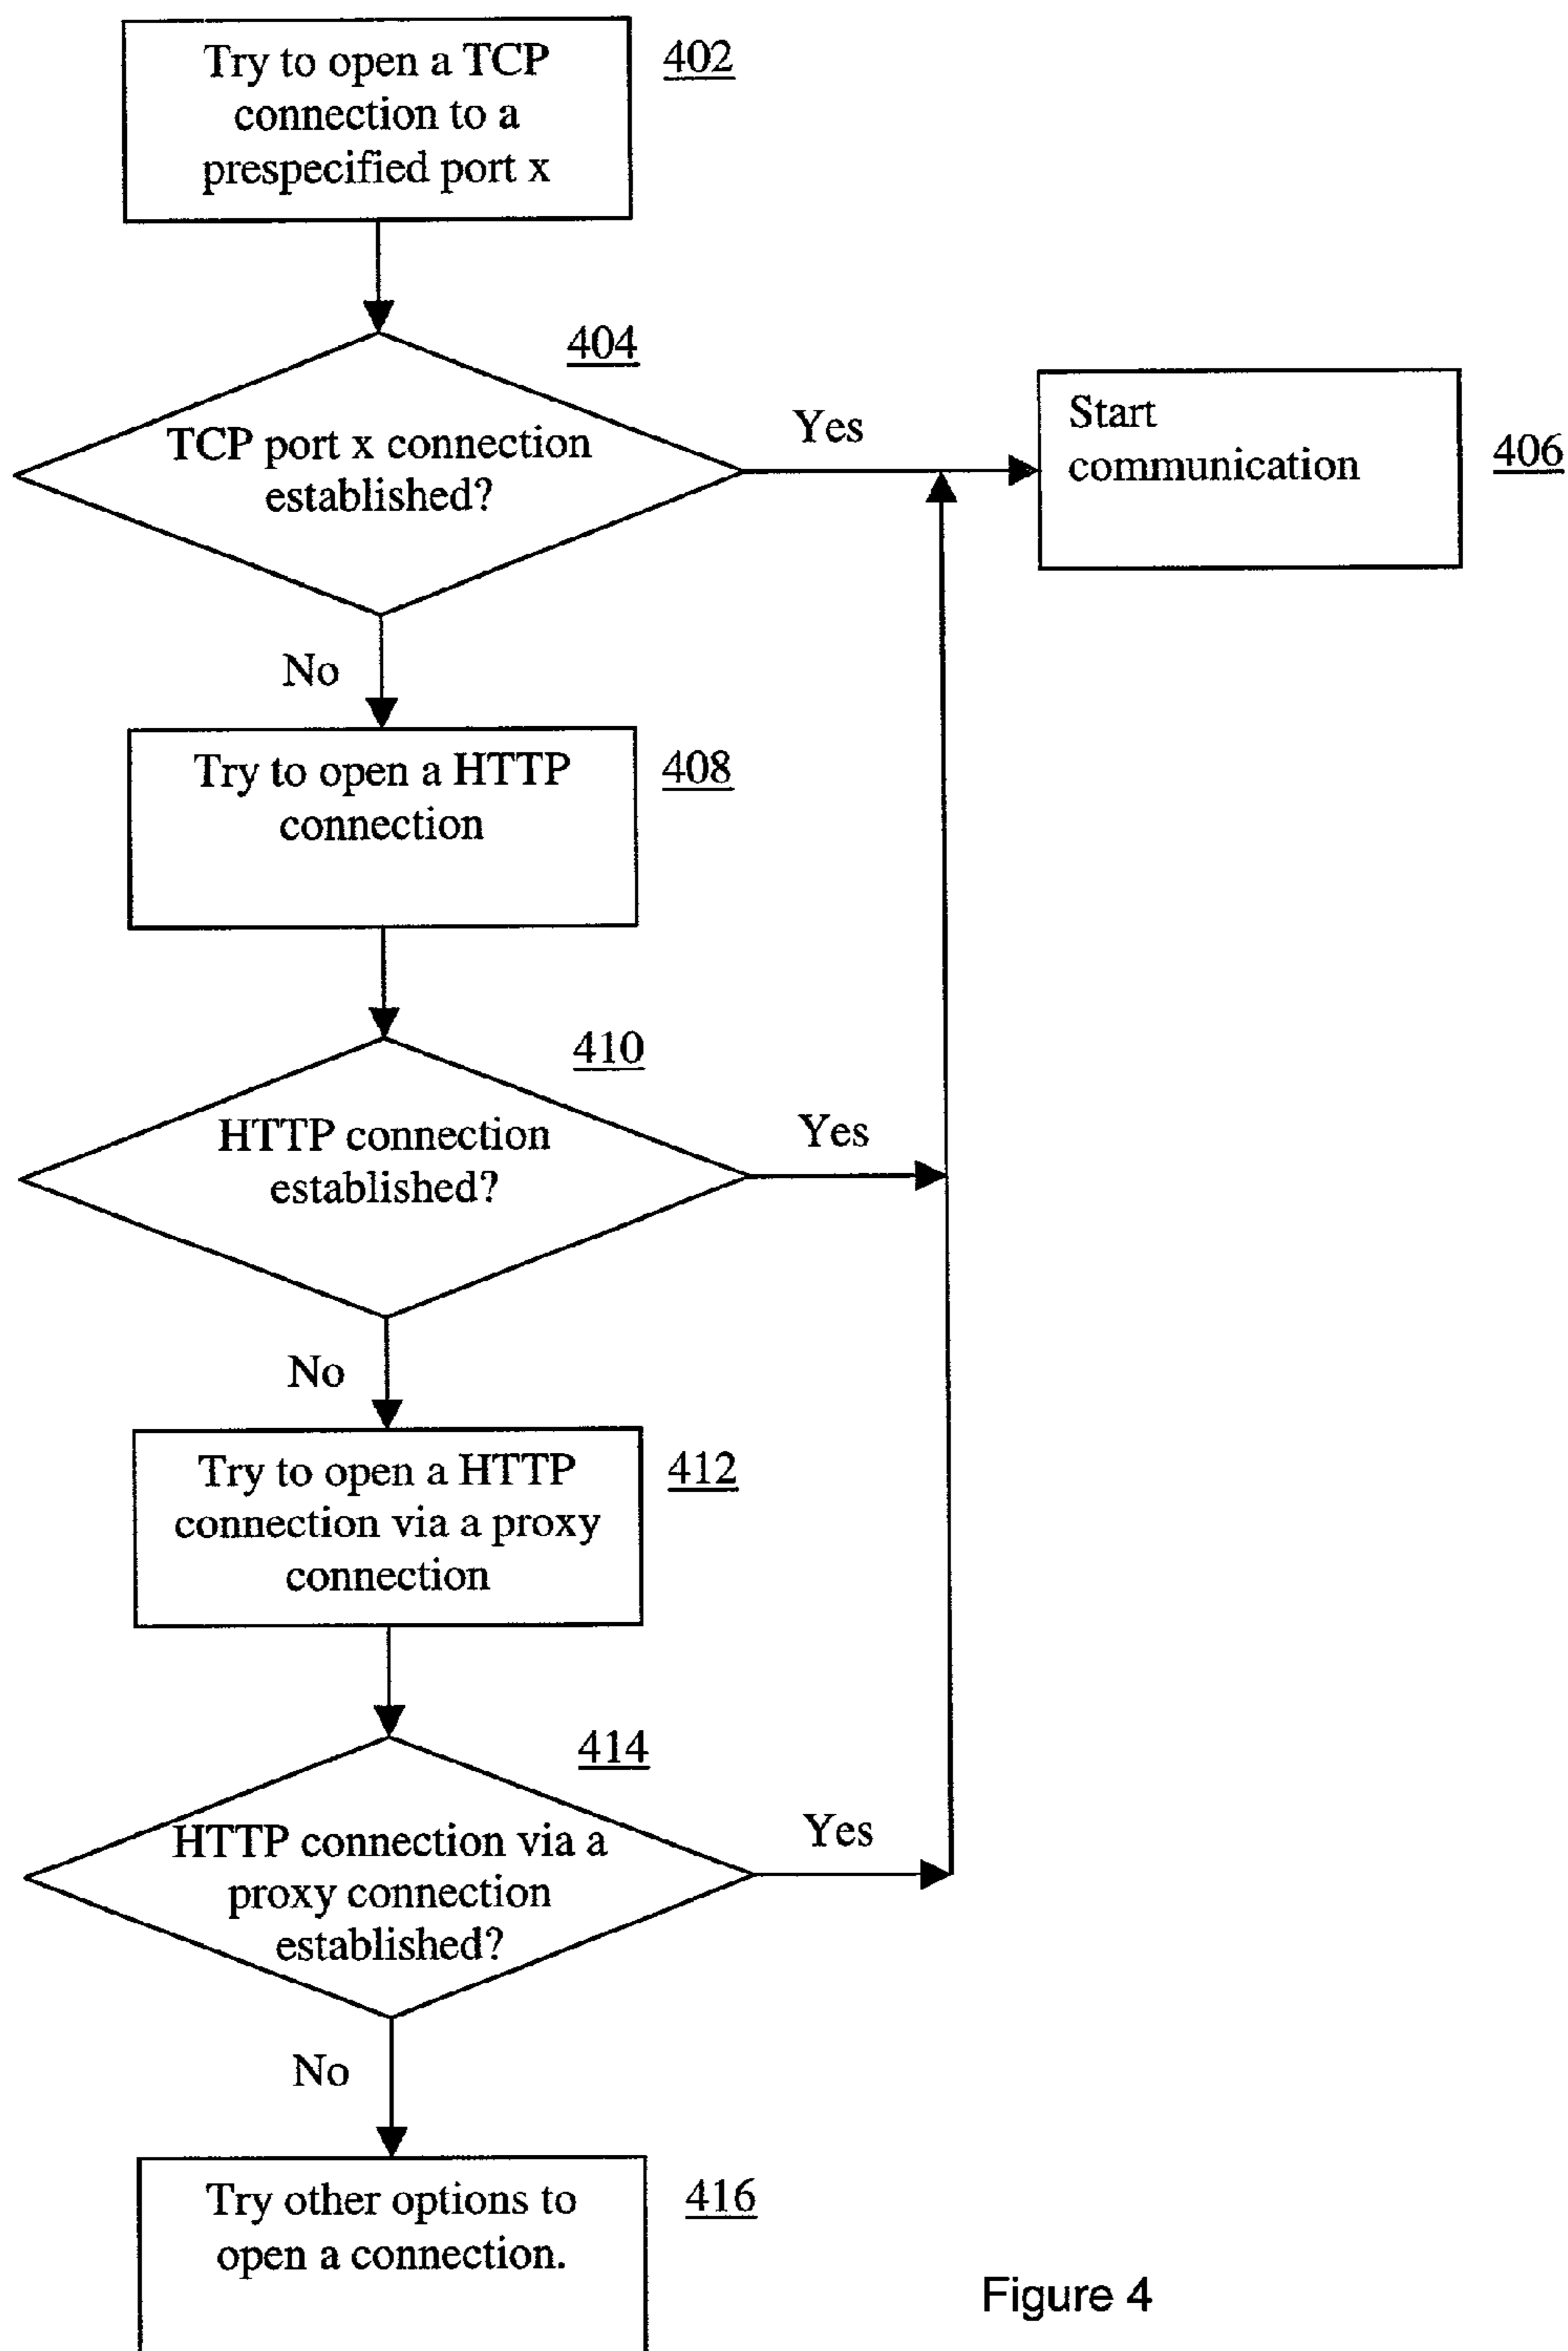 Try to open a TCP
connection to a
prespecified port x
402
404
TCP port x connection
established?
Yes
Start
communication
406
No
Try to open a HTTP
connection
408
410
HTTP connection
established?
Yes
No
Try to open a HTTP
connection via a proxy
connection
412
414
HTTP connection via a
proxy connection
established?
Yes
No
Try other options to
open a connection.
416
Figure 4